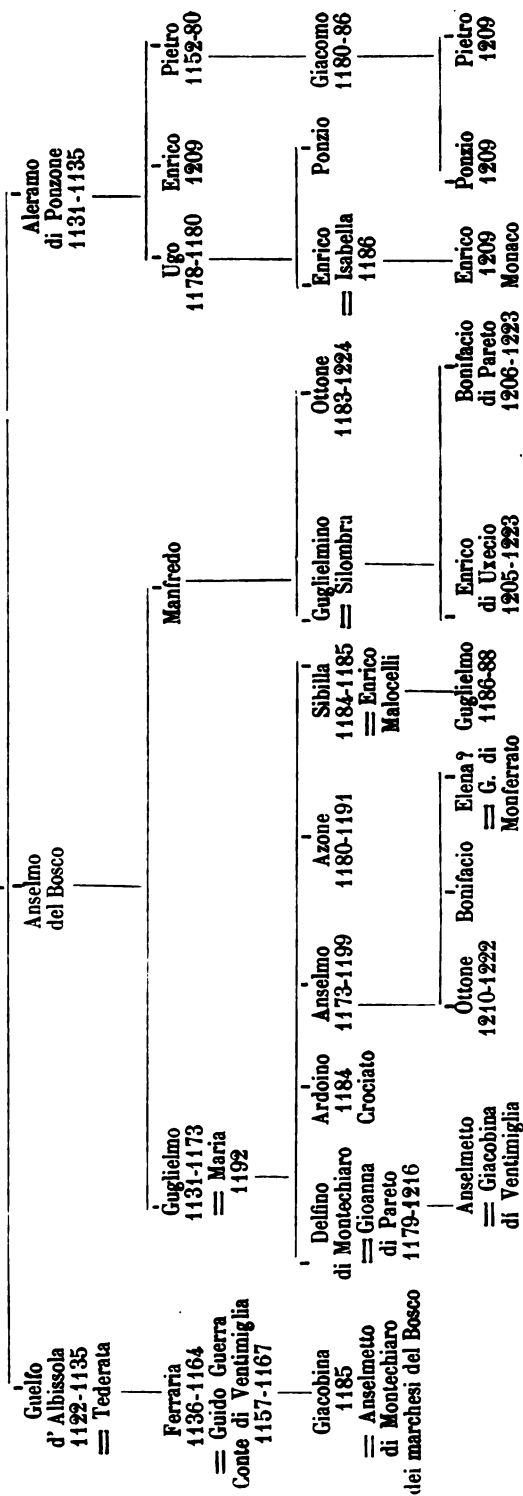 Guelfo
d' Albissola
1122-1135
= Tederata
Anselmo
del Bosco
Aleramo
di Ponzone
1131-1135
Ferraria
1136-1164
= Guido Guerra
Conte di Ventimiglia
1157-1167
Guglielmo
1131-1173
= Maria
1192
Manfredo
Ugo
1178-1180
Enrico
1209
Pietro
1152-80
Giacobina
1185
= Anselmetto
di Montechiaro
dei marchesi del Bosco
Delfino
di Montechiaro
= Gioanna
di Pareto
1179-1216
Ardoino
1184
Crociato
Anselmo
1173-1199
Azone
1180-1191
Sibilla
1184-1185
= Enrico
Malocelli
Guglielmino
= Silombra
Ottone
1183-1224
Enrico
= Isabella
1186
Ponzio
Giacomo
1180-86
Anselmetto
= Giacobina
di Ventimiglia
Ottone
1210-1222
Bonifacio
Elena?
= G. di
Monferrato
Guglielmo
1186-88
Enrico
di Uxecio
1205-1223
Bonifacio
di Pareto
1206-1223
Enrico
1209
Monaco
Ponzio
1209
Pietro
1209